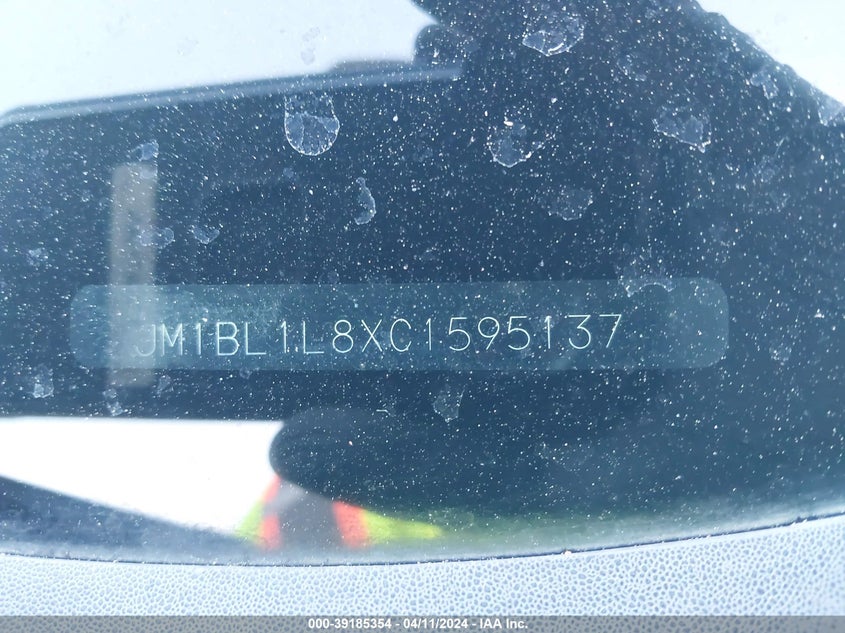 JM1BL1L8XC1595137
000-39185354 - 04/11/2024 - IAA Inc.